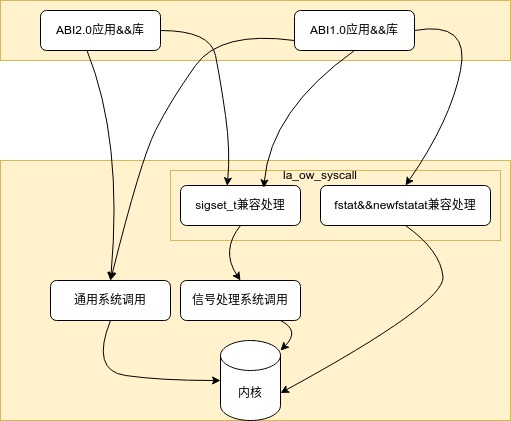 ABI2.0应用&&库
ABI1.0应用&&库
la_ow_syscall
sigset_t兼容处理
fstat&&newfstatat兼容处理
通用系统调用
信号处理系统调用
内核